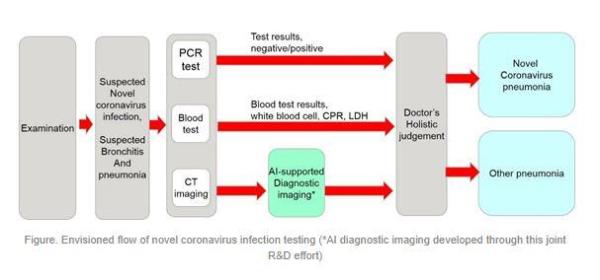 Examination
Suspected
Novel
coronavirus
infection,
Suspected
Bronchitis
And
pneumonia
PCR
test
Blood
test
CT
imaging
Test results,
negative/positive
Blood test results,
white blood cell, CPR, LDH
AI-supported
Diagnostic
imaging*
Doctor's
Holistic
judgement
Novel
Coronavirus
pneumonia
Other pneumonia
Figure. Envisioned flow of novel coronavirus infection testing (*AI diagnostic imaging developed through this joint
R&D effort)